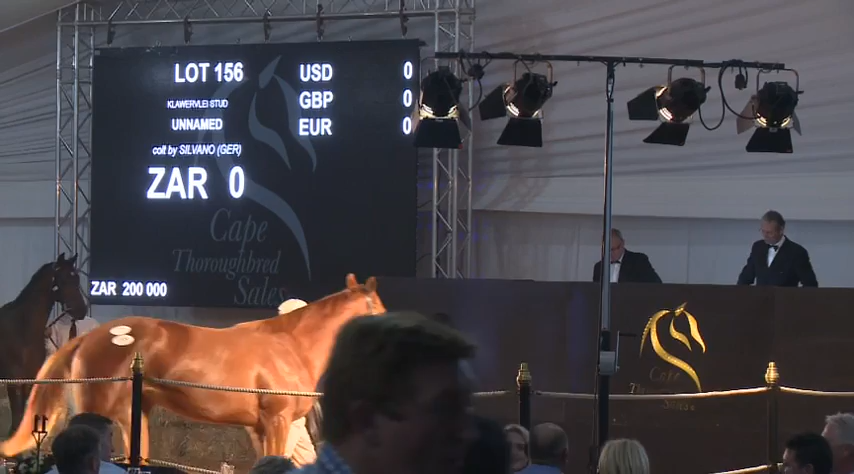 LOT 156
KLAWERVLEI STUD
UNNAMED
colt by SILVANO (GER)
ZAR 0
USD 0
GBP 0
EUR 0
Cape
Thoroughbred
Sales
ZAR 200 000
Cape